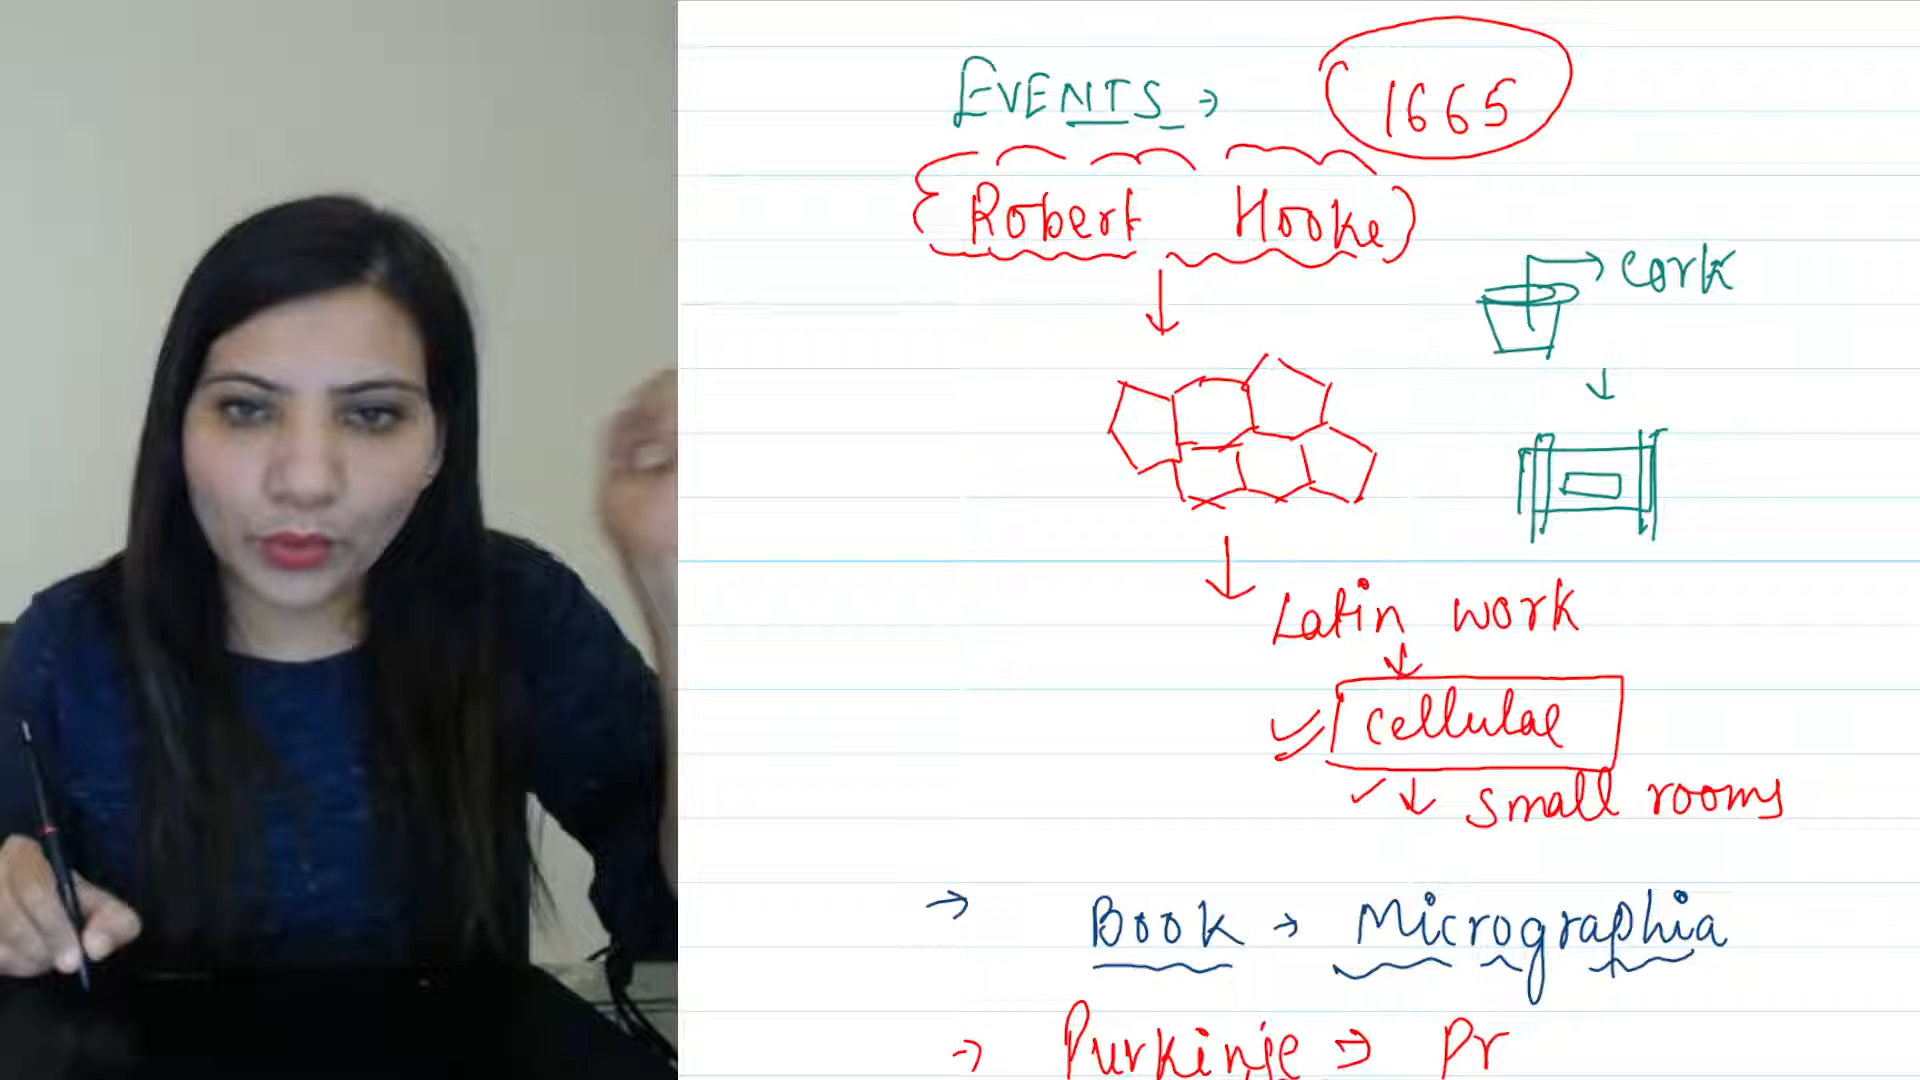 EVENTS → 1665
{Robert Hooke}
→ cork
Latin work
cellulae
small rooms
→ Book → Micrographia
→ Purkinje ⇒ Pr